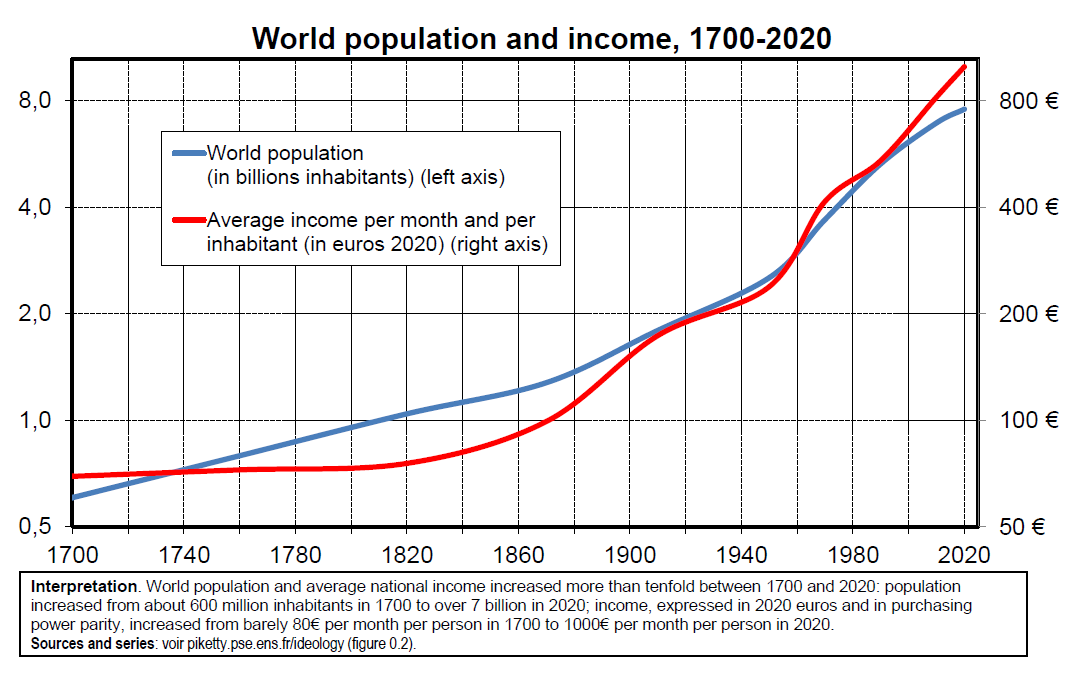 World population and income, 1700-2020
8,0
4,0
2,0
1,0
0,5
800 €
400 €
200 €
100 €
50 €
World population
(in billions inhabitants) (left axis)
Average income per month and per
inhabitant (in euros 2020) (right axis)
1700 1740 1780 1820 1860 1900 1940 1980 2020
Interpretation. World population and average national income increased more than tenfold between 1700 and 2020: population
increased from about 600 million inhabitants in 1700 to over 7 billion in 2020; income, expressed in 2020 euros and in purchasing
power parity, increased from barely 80€ per month per person in 1700 to 1000€ per month per person in 2020.
Sources and series: voir piketty.pse.ens.fr/ideology (figure 0.2).